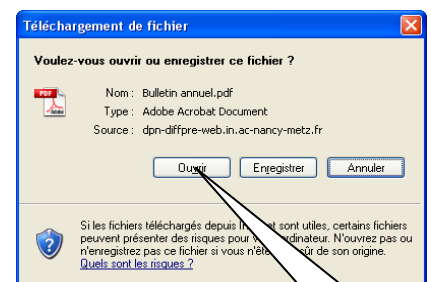 Téléchargement de fichier
Voulez-vous ouvrir ou enregistrer ce fichier ?
PDF
Adobe
Nom : Bulletin annuel.pdf
Type : Adobe Acrobat Document
Source : dpn-diffpre-web.in.ac-nancy-metz.fr
Ouvrir Enregistrer Annuler
Si les fichiers téléchargés depuis Internet sont utiles, certains fichiers
peuvent présenter des risques pour ordinateur. N'ouvrez pas ou
n'enregistrez pas ce fichier si vous n'êtes sûr de son origine.
Quels sont les risques ?